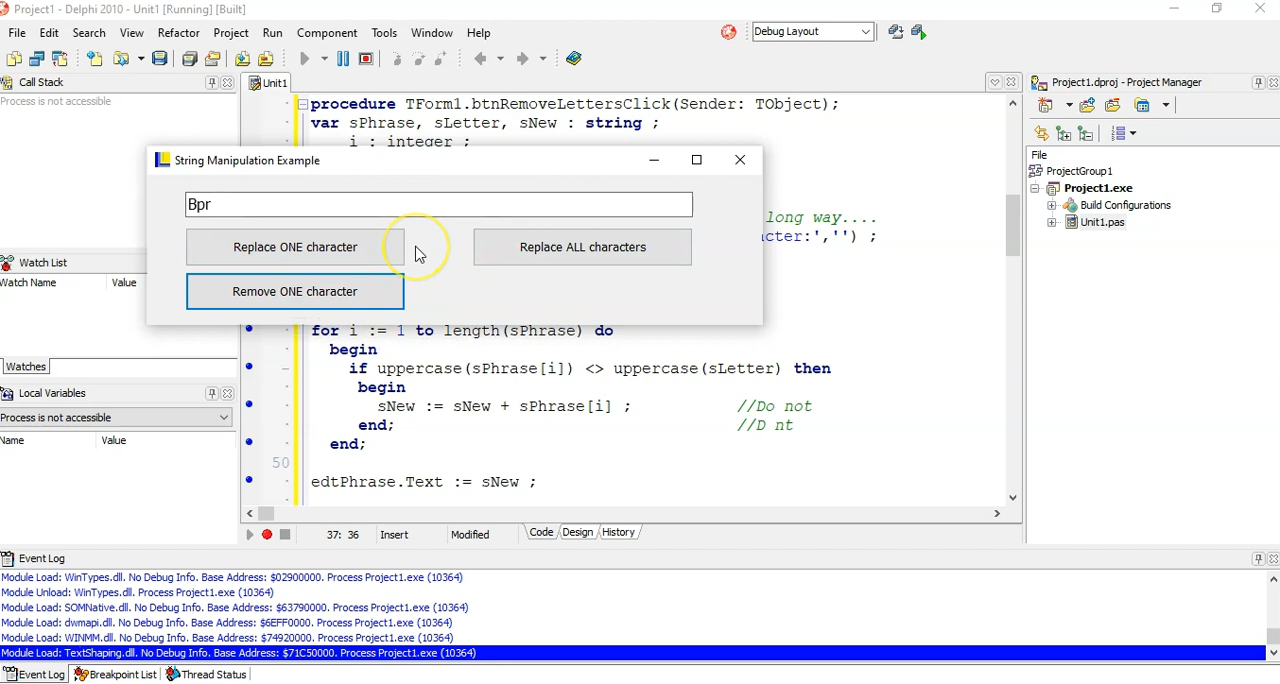 Project1 - Delphi 2010 - Unit1 [Running] [Built]
File Edit Search View Refactor Project Run Component Tools Window Help
Debug Layout
Call Stack
Process is not accessible
Unit1
procedure TForm1.btnRemoveLettersClick(Sender: TObject);
var sPhrase, sLetter, sNew : string ;
i : integer ;
String Manipulation Example
Bpr
Replace ONE character
Replace ALL characters
Remove ONE character
long way....
acter:','') ;
for i := 1 to length(sPhrase) do
begin
if uppercase(sPhrase[i]) <> uppercase(sLetter) then
begin
sNew := sNew + sPhrase[i] ; //Do not
end; //D nt
end;
50
edtPhrase.Text := sNew ;
37: 36 Insert Modified Code Design History
Watch List
Watch Name Value
Watches
Local Variables
Process is not accessible
Name Value
Project1.dproj - Project Manager
File
ProjectGroup1
Project1.exe
Build Configurations
Unit1.pas
Event Log
Module Load: WinTypes.dll. No Debug Info. Base Address: $02900000. Process Project1.exe (10364)
Module Unload: WinTypes.dll. Process Project1.exe (10364)
Module Load: SOMNative.dll. No Debug Info. Base Address: $63790000. Process Project1.exe (10364)
Module Load: dwmapi.dll. No Debug Info. Base Address: $6EFF0000. Process Project1.exe (10364)
Module Load: WINMM.dll. No Debug Info. Base Address: $74920000. Process Project1.exe (10364)
Module Load: TextShaping.dll. No Debug Info. Base Address: $71C50000. Process Project1.exe (10364)
Event Log Breakpoint List Thread Status